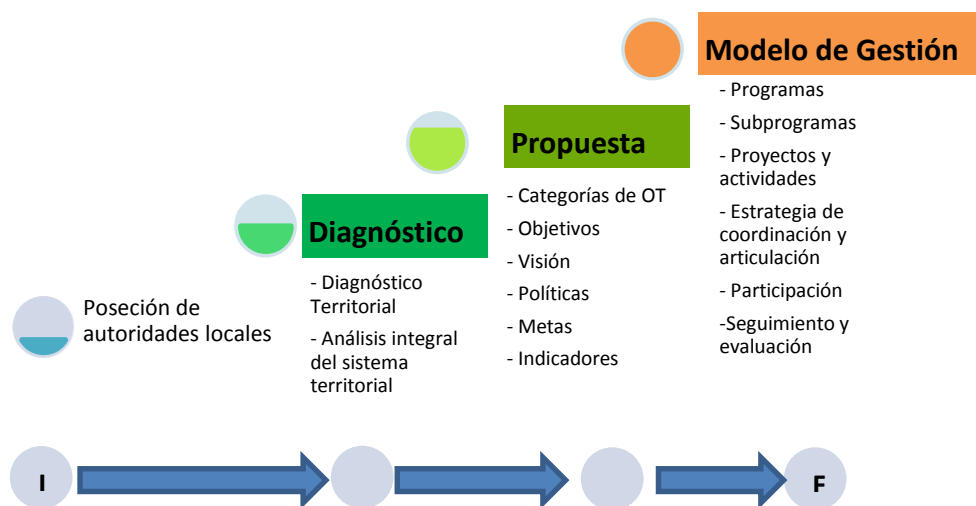 Poseción de
autoridades locales
Diagnóstico
- Diagnóstico
Territorial
- Análisis integral
del sistema
territorial
Propuesta
- Categorías de OT
- Objetivos
- Visión
- Políticas
- Metas
- Indicadores
Modelo de Gestión
- Programas
- Subprogramas
- Proyectos y
actividades
- Estrategia de
coordinación y
articulación
- Participación
-Seguimiento y
evaluación
I
F